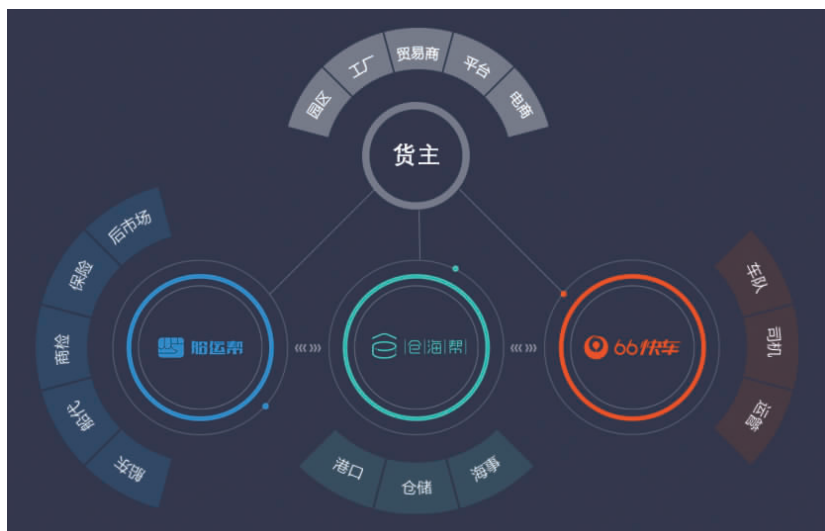 园区
工厂
贸易商
平台
电商
货主
后市场
保险
商检
船代
船东
船运帮
仓海帮
66快车
港口
仓储
海事
车队
司机
运营